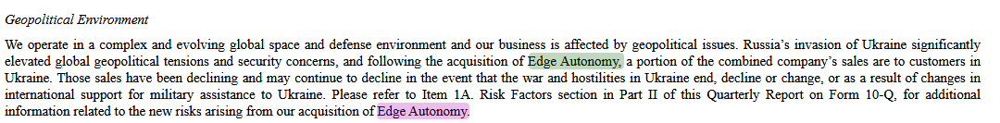 Geopolitical Environment
We operate in a complex and evolving global space and defense environment and our business is affected by geopolitical issues. Russia’s invasion of Ukraine significantly
elevated global geopolitical tensions and security concerns, and following the acquisition of Edge Autonomy, a portion of the combined company’s sales are to customers in
Ukraine. Those sales have been declining and may continue to decline in the event that the war and hostilities in Ukraine end, decline or change, or as a result of changes in
international support for military assistance to Ukraine. Please refer to Item 1A. Risk Factors section in Part II of this Quarterly Report on Form 10-Q, for additional
information related to the new risks arising from our acquisition of Edge Autonomy.